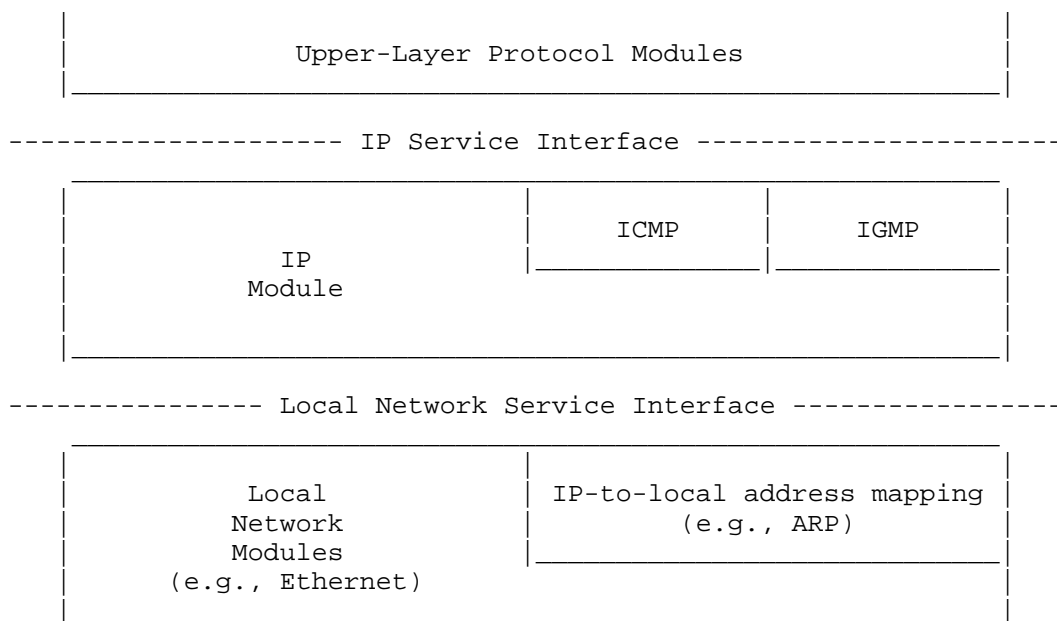 Upper-Layer Protocol Modules
IP Service Interface
ICMP IGMP
IP
Module
Local Network Service Interface
Local IP-to-local address mapping
Network (e.g., ARP)
Modules
(e.g., Ethernet)